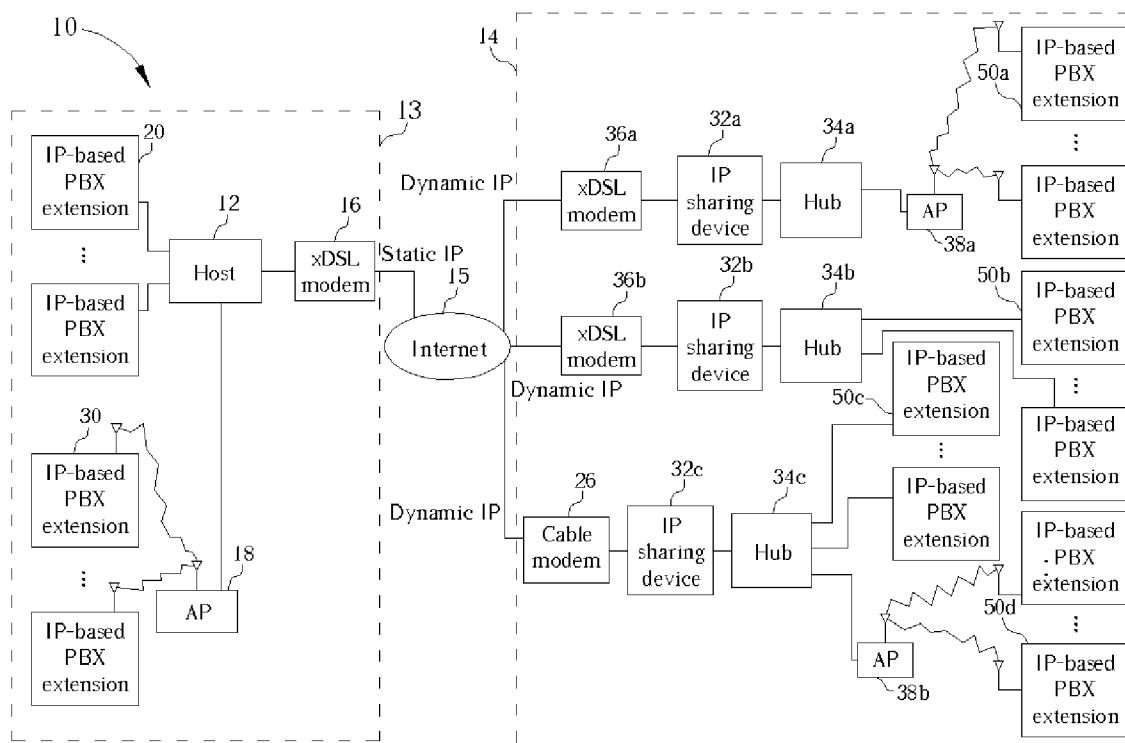 10
13
20
IP-based
PBX
extension
⋮
IP-based
PBX
extension
12
Host
16
xDSL
modem
Static IP
30
IP-based
PBX
extension
⋮
IP-based
PBX
extension
18
AP
15
Internet
14
Dynamic IP
36a
xDSL
modem
32a
IP
sharing
device
34a
Hub
AP
38a
50a
IP-based
PBX
extension
⋮
IP-based
PBX
extension
Dynamic IP
36b
xDSL
modem
32b
IP
sharing
device
34b
Hub
50b
IP-based
PBX
extension
⋮
IP-based
PBX
extension
Dynamic IP
26
Cable
modem
32c
IP
sharing
device
34c
Hub
50c
IP-based
PBX
extension
⋮
IP-based
PBX
extension
AP
38b
IP-based
PBX
extension
⋮
50d
IP-based
PBX
extension